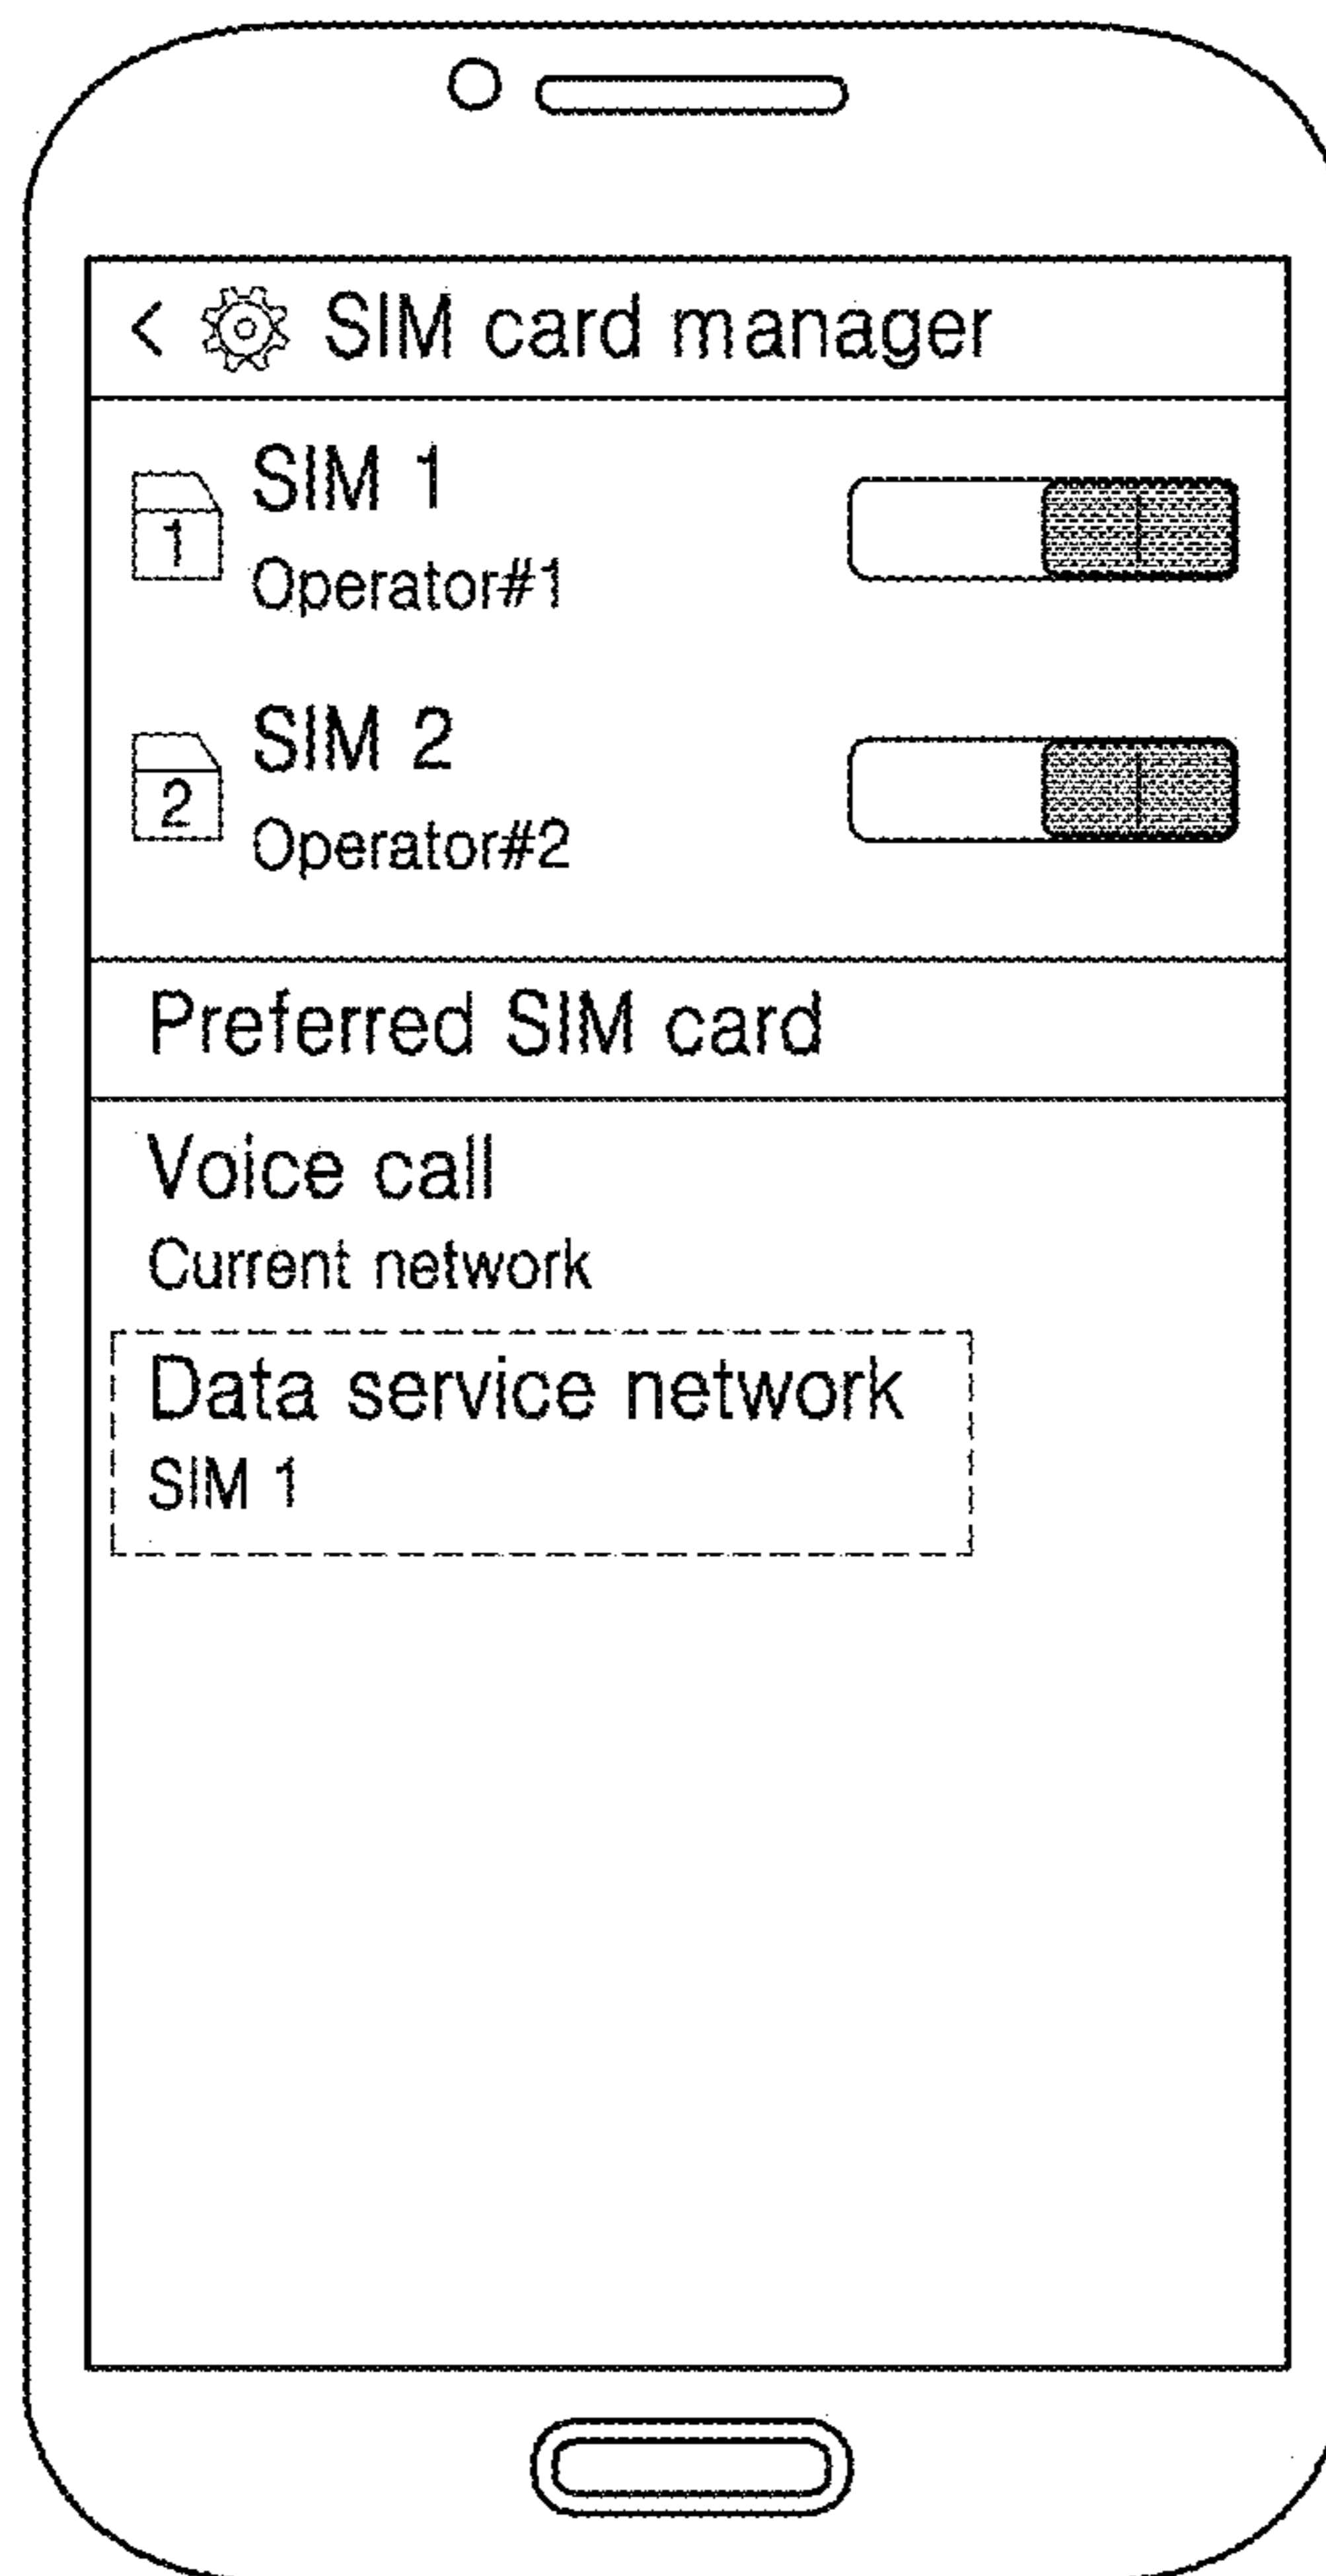 < SIM card manager
1 SIM 1
Operator#1
2 SIM 2
Operator#2
Preferred SIM card
Voice call
Current network
Data service network
SIM 1